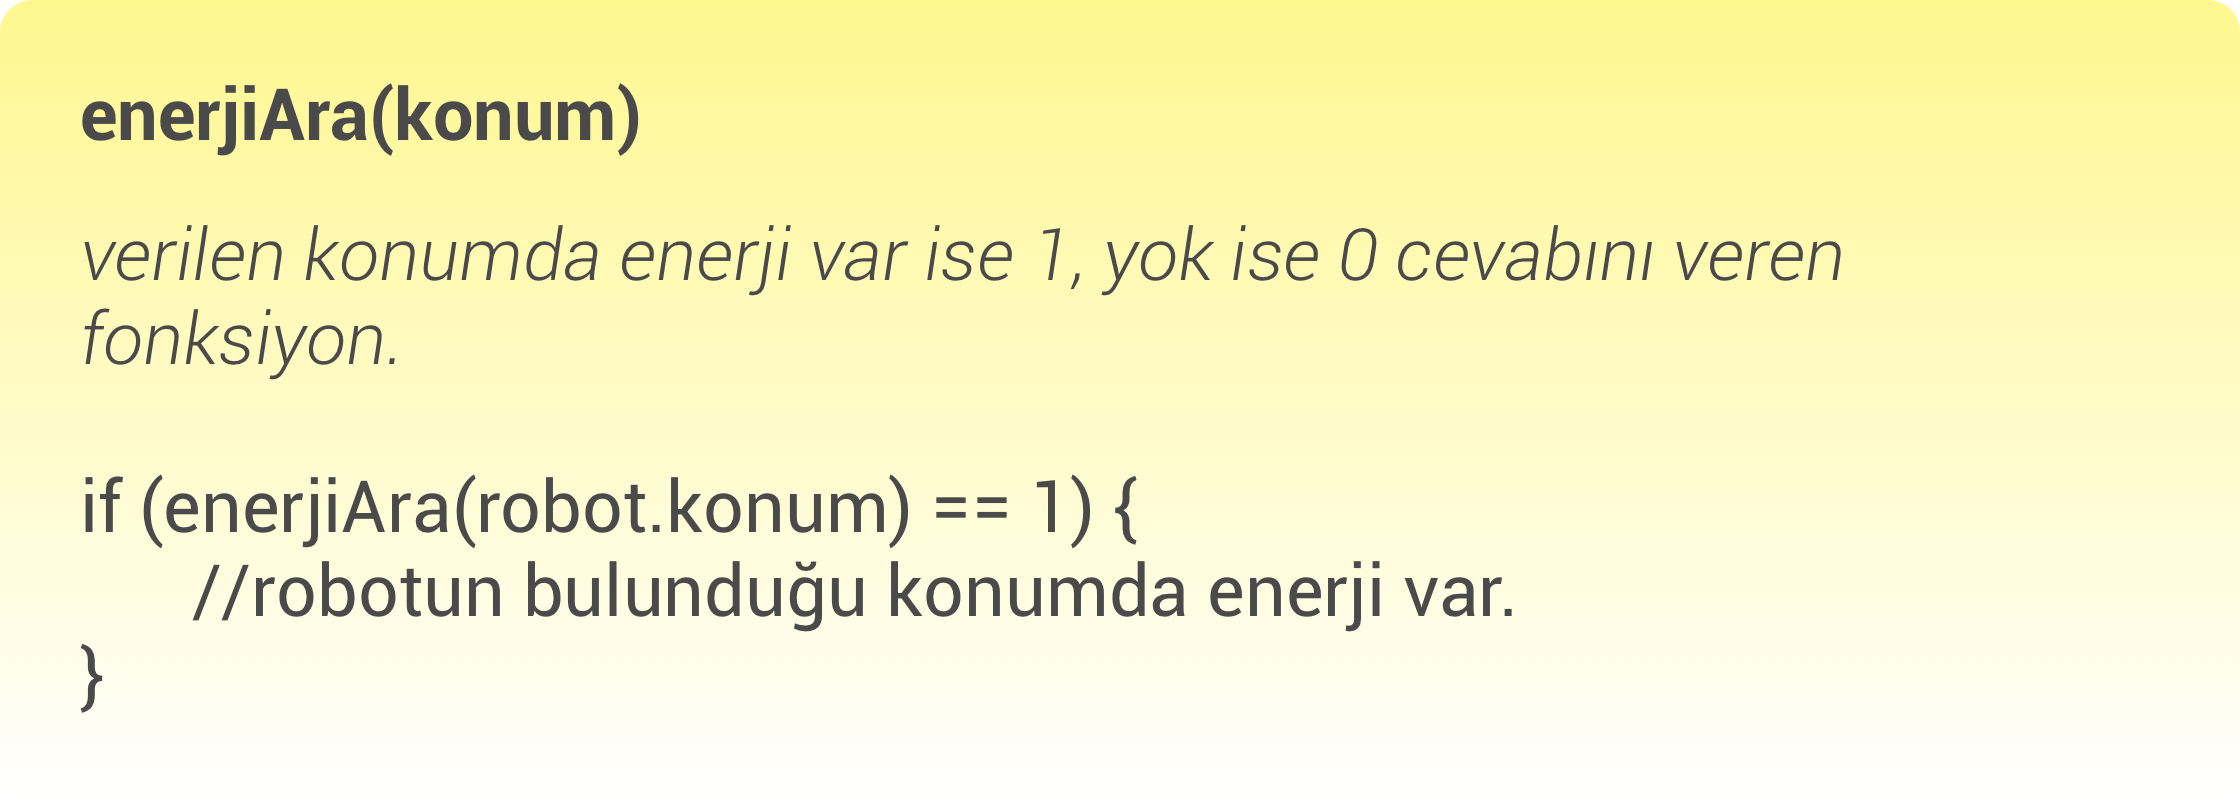 enerjiAra(konum)
verilen konumda enerji var ise 1, yok ise 0 cevabını veren
fonksiyon.
if (enerjiAra(robot.konum) == 1) {
//robotun bulunduğu konumda enerji var.
}